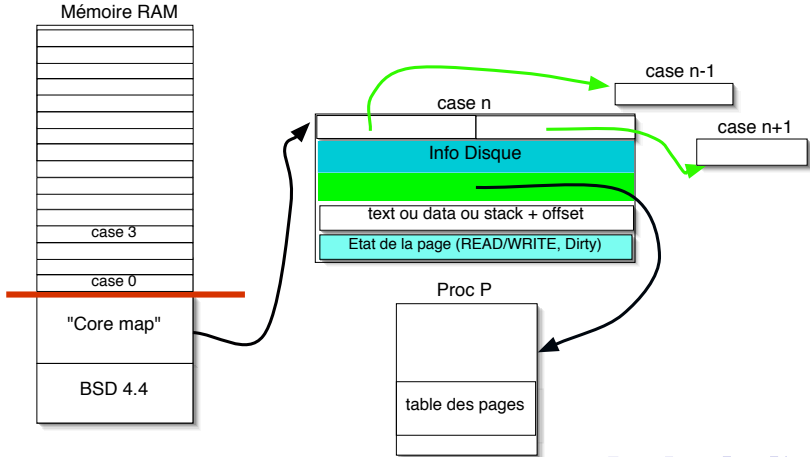 Mémoire RAM
case 3
case 0
"Core map"
BSD 4.4
case n
Info Disque
text ou data ou stack + offset
Etat de la page (READ/WRITE, Dirty)
case n-1
case n+1
Proc P
table des pages